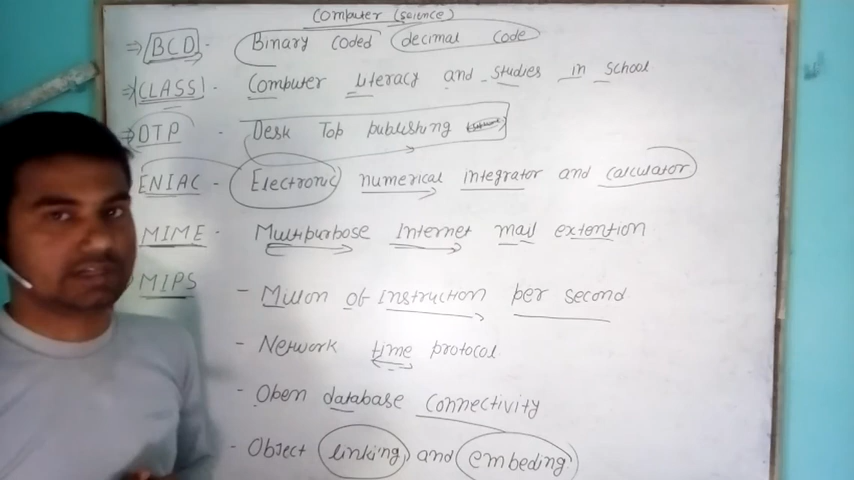 Computer (science)
⇒ BCD - Binary coded decimal code
⇒ CLASS - Computer Literacy and studies in school
⇒ DTP - Desk Top publishing
ENIAC - Electronic numerical integrator and calculator
MIME - Multipurbose Internet mail extention
MIPS - Millon of instruction per second
- Network time protocol
- Open database connectivity
- Object linking and embeding